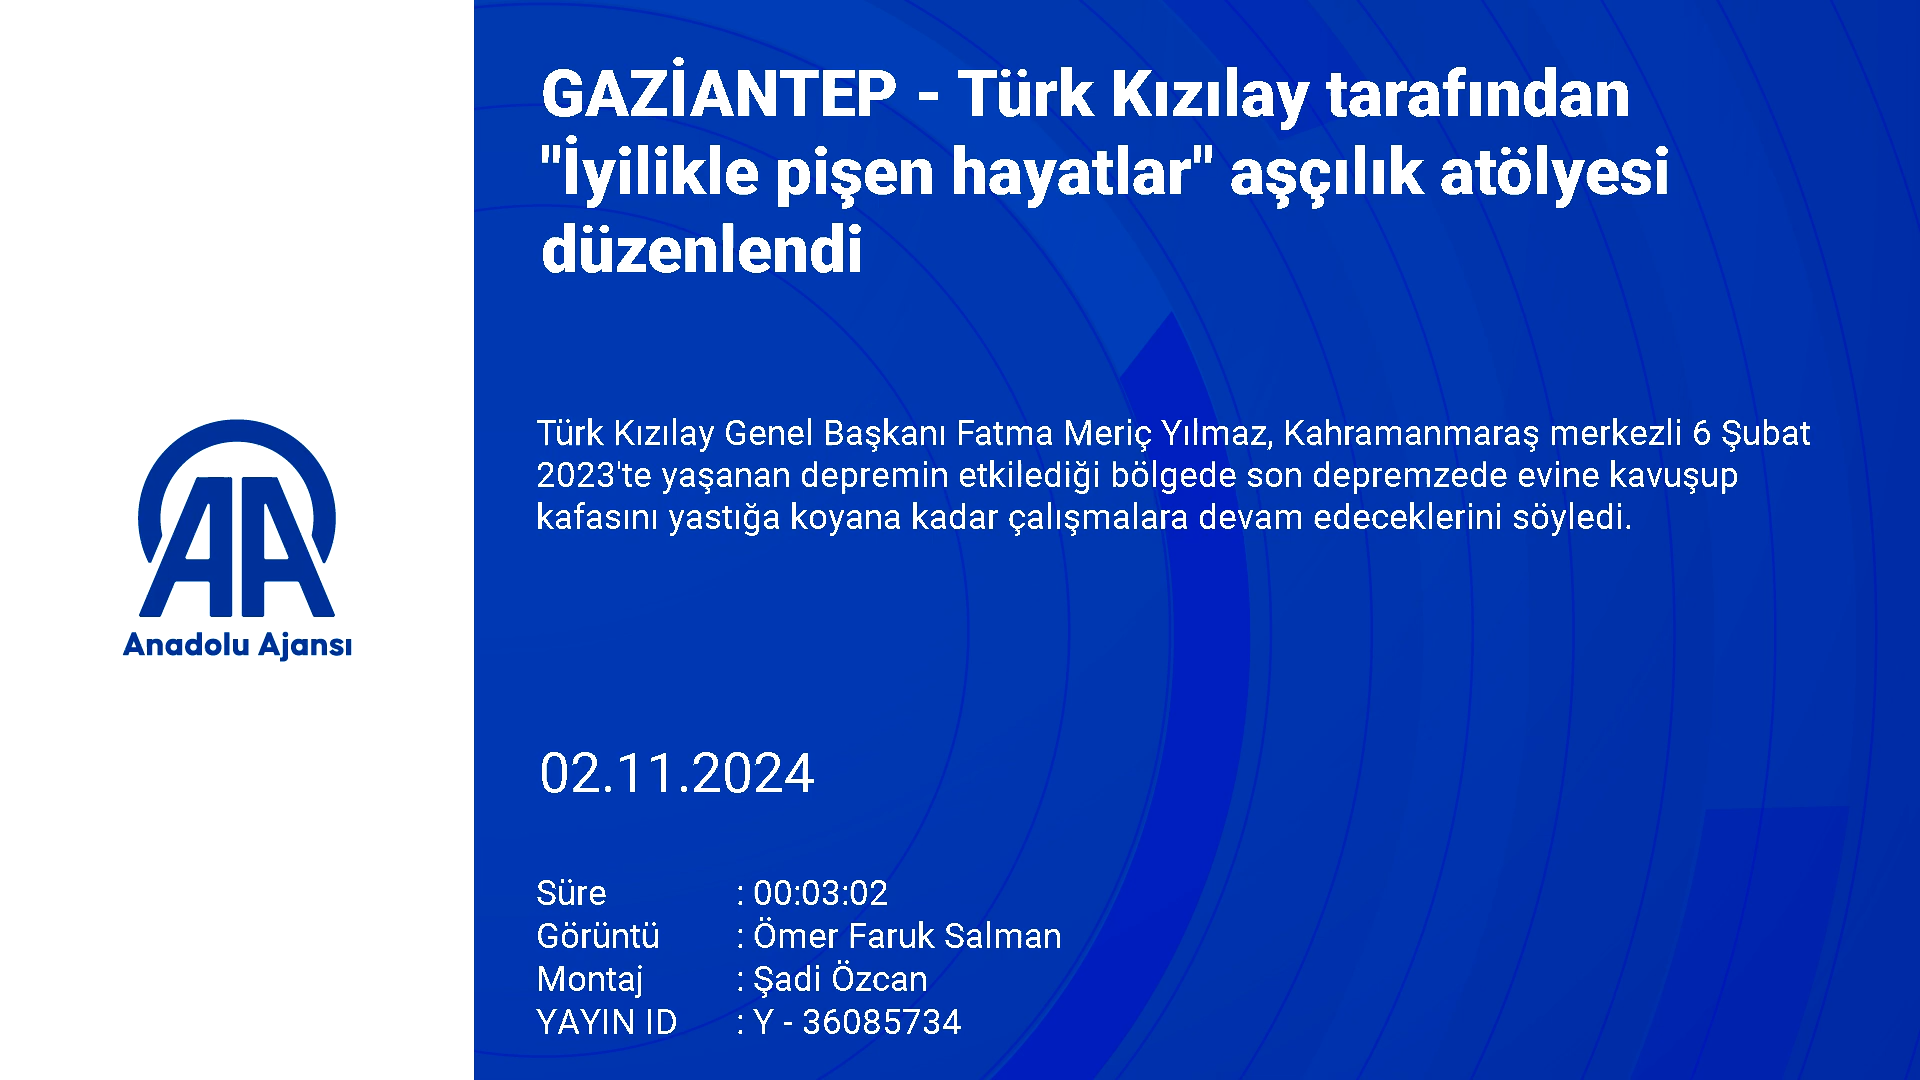 GAZİANTEP - Türk Kızılay tarafından
"İyilikle pişen hayatlar" aşçılık atölyesi
düzenlendi
Türk Kızılay Genel Başkanı Fatma Meriç Yılmaz, Kahramanmaraş merkezli 6 Şubat
2023'te yaşanan depremin etkilediği bölgede son depremzede evine kavuşup
kafasını yastığa koyana kadar çalışmalara devam edeceklerini söyledi.
AA
Anadolu Ajansı
02.11.2024
Süre : 00:03:02
Görüntü : Ömer Faruk Salman
Montaj : Şadi Özcan
YAYIN ID : Y - 36085734